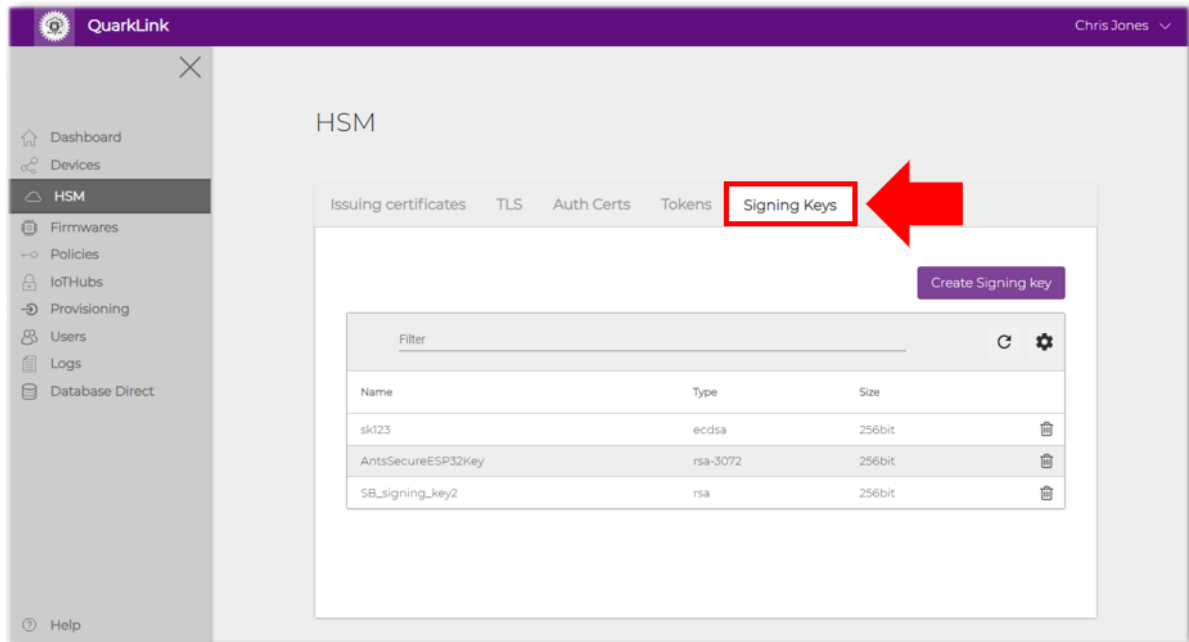 QuarkLink
Chris Jones
Dashboard
Devices
HSM
Firmwares
Policies
IoTHubs
Provisioning
Users
Logs
Database Direct
Help
HSM
Issuing certificates TLS Auth Certs Tokens Signing Keys
Create Signing key
Filter
Name Type Size
sk123 ecdsa 256bit
AntsSecureESP32Key rsa-3072 256bit
SB_signing_key2 rsa 256bit